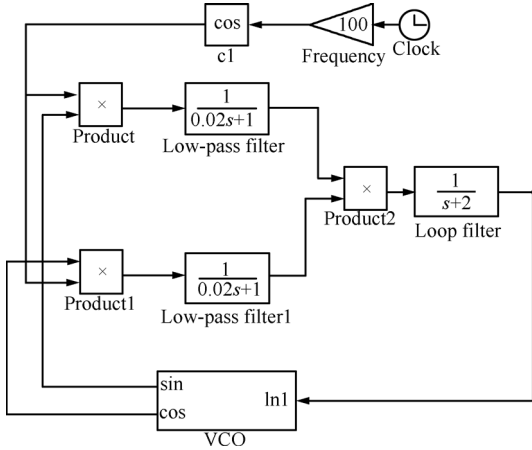 cos
100
c1
Frequency
Clock
×
1
0.02s+1
Product
Low-pass filter
×
1
s+2
Product2
Loop filter
×
1
0.02s+1
Product1
Low-pass filter1
sin
cos
ln1
VCO